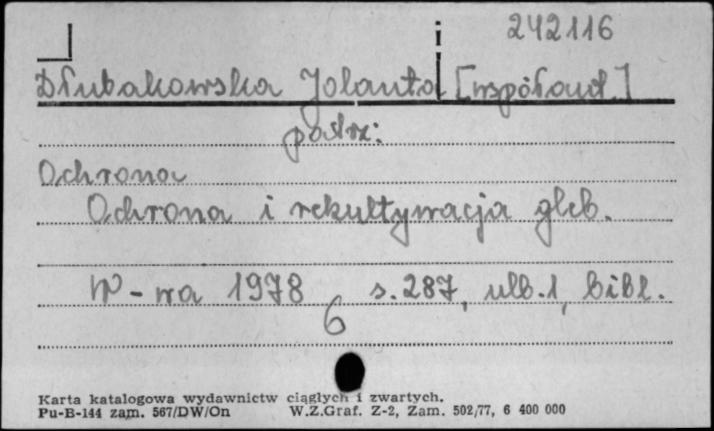 242116
Dłubakowska Jolanta [współaut.]
patrz:
Ochrona
Ochrona i rekultywacja gleb.
W-wa 1978 s. 287, ulb. 1, bibl.
6
Karta katalogowa wydawnictw ciągłych i zwartych.
Pu-B-144 zam. 567/DW/On W.Z.Graf. Z-2, Zam. 502/77, 6 400 000